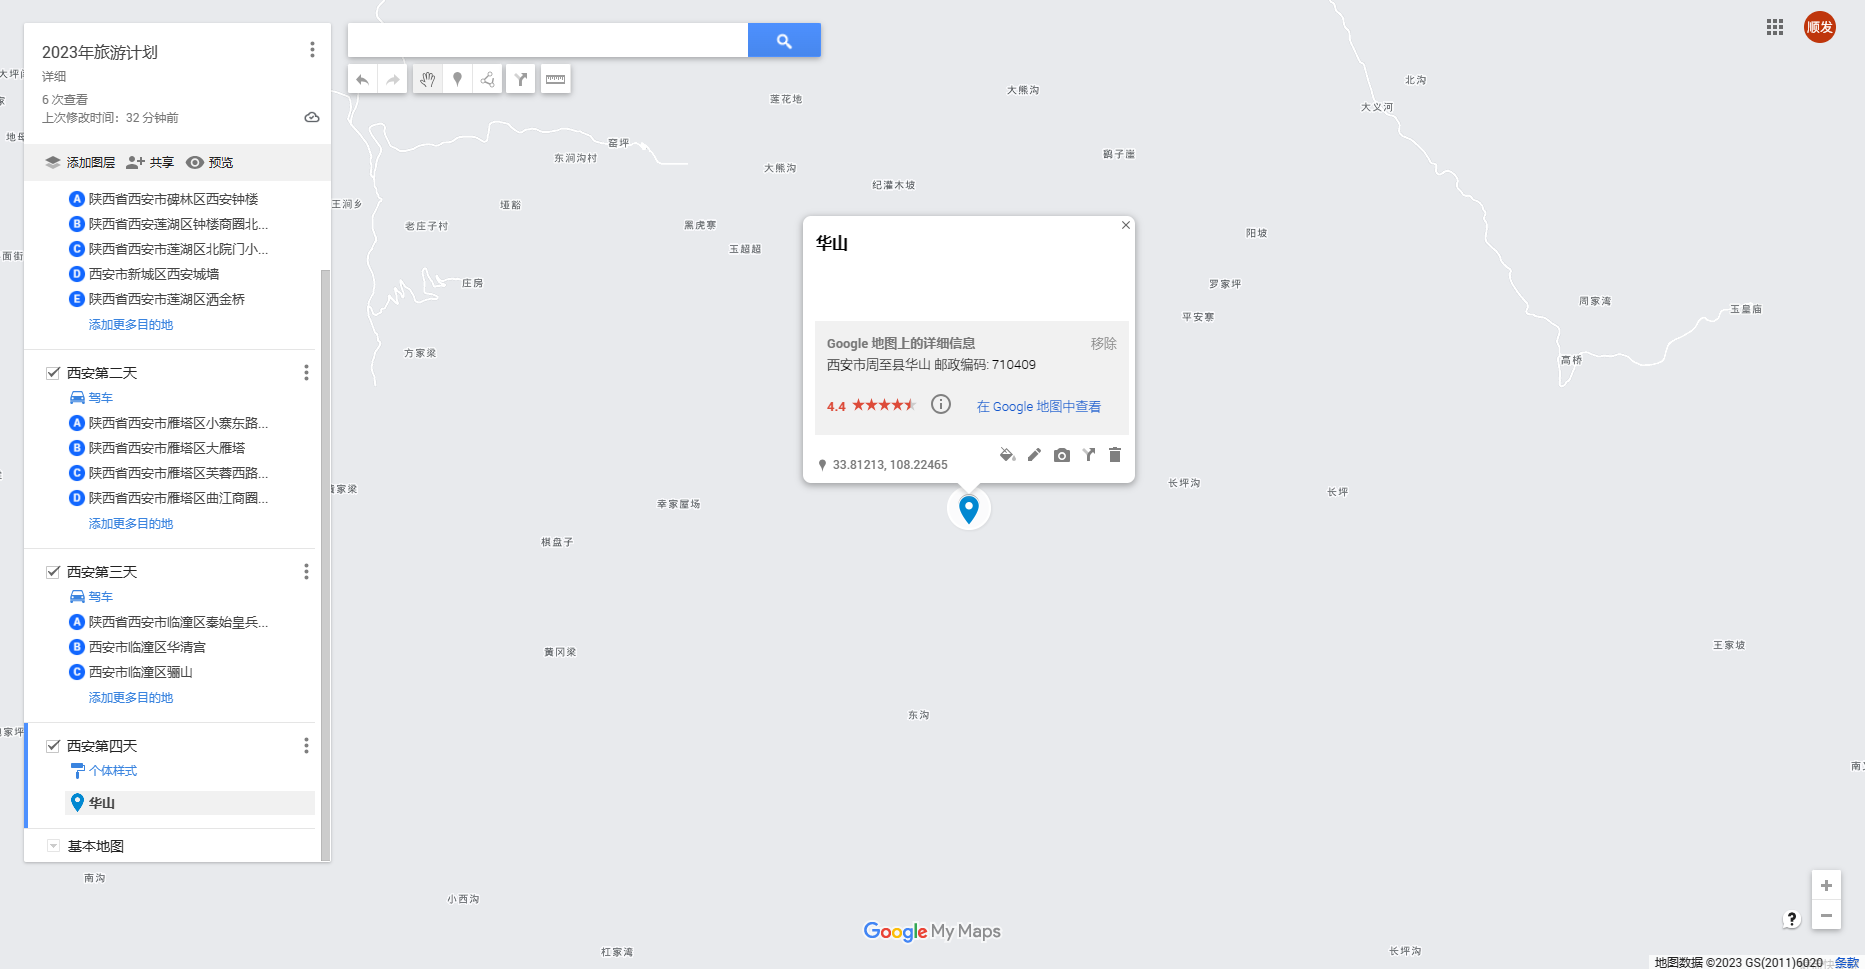 2023年旅游计划
详细
6 次查看
上次修改时间：32 分钟前
添加图层 共享 预览
A 陕西省西安市碑林区西安钟楼
B 陕西省西安莲湖区钟楼商圈北...
C 陕西省西安市莲湖区北院门小...
D 西安市新城区西安城墙
E 陕西省西安市莲湖区洒金桥
添加更多目的地
西安第二天
驾车
A 陕西省西安市雁塔区小寨东路...
B 陕西省西安市雁塔区大雁塔
C 陕西省西安市雁塔区芙蓉西路...
D 陕西省西安市雁塔区曲江商圈...
添加更多目的地
西安第三天
驾车
A 陕西省西安市临潼区秦始皇兵...
B 西安市临潼区华清宫
C 西安市临潼区骊山
添加更多目的地
西安第四天
个体样式
华山
基本地图
顺发
华山
Google 地图上的详细信息 移除
西安市周至县华山 邮政编码: 710409
4.4 在 Google 地图中查看
33.81213, 108.22465
北沟
大熊沟
莲花地
大义河
窑坪
东涧沟村
鹞子崖
大熊沟
纪灌木坡
王涧乡
垭豁
老庄子村
黑虎寨
阳坡
玉超超
庄房
罗家坪
周家湾
玉皇庙
平安寨
方家梁
高桥
长坪沟
长坪
幸家屋场
棋盘子
黄冈梁
王家坡
东沟
南沟
小西沟
杠家湾
长坪沟
Google My Maps
地图数据 ©2023 GS(2011)6020 条款